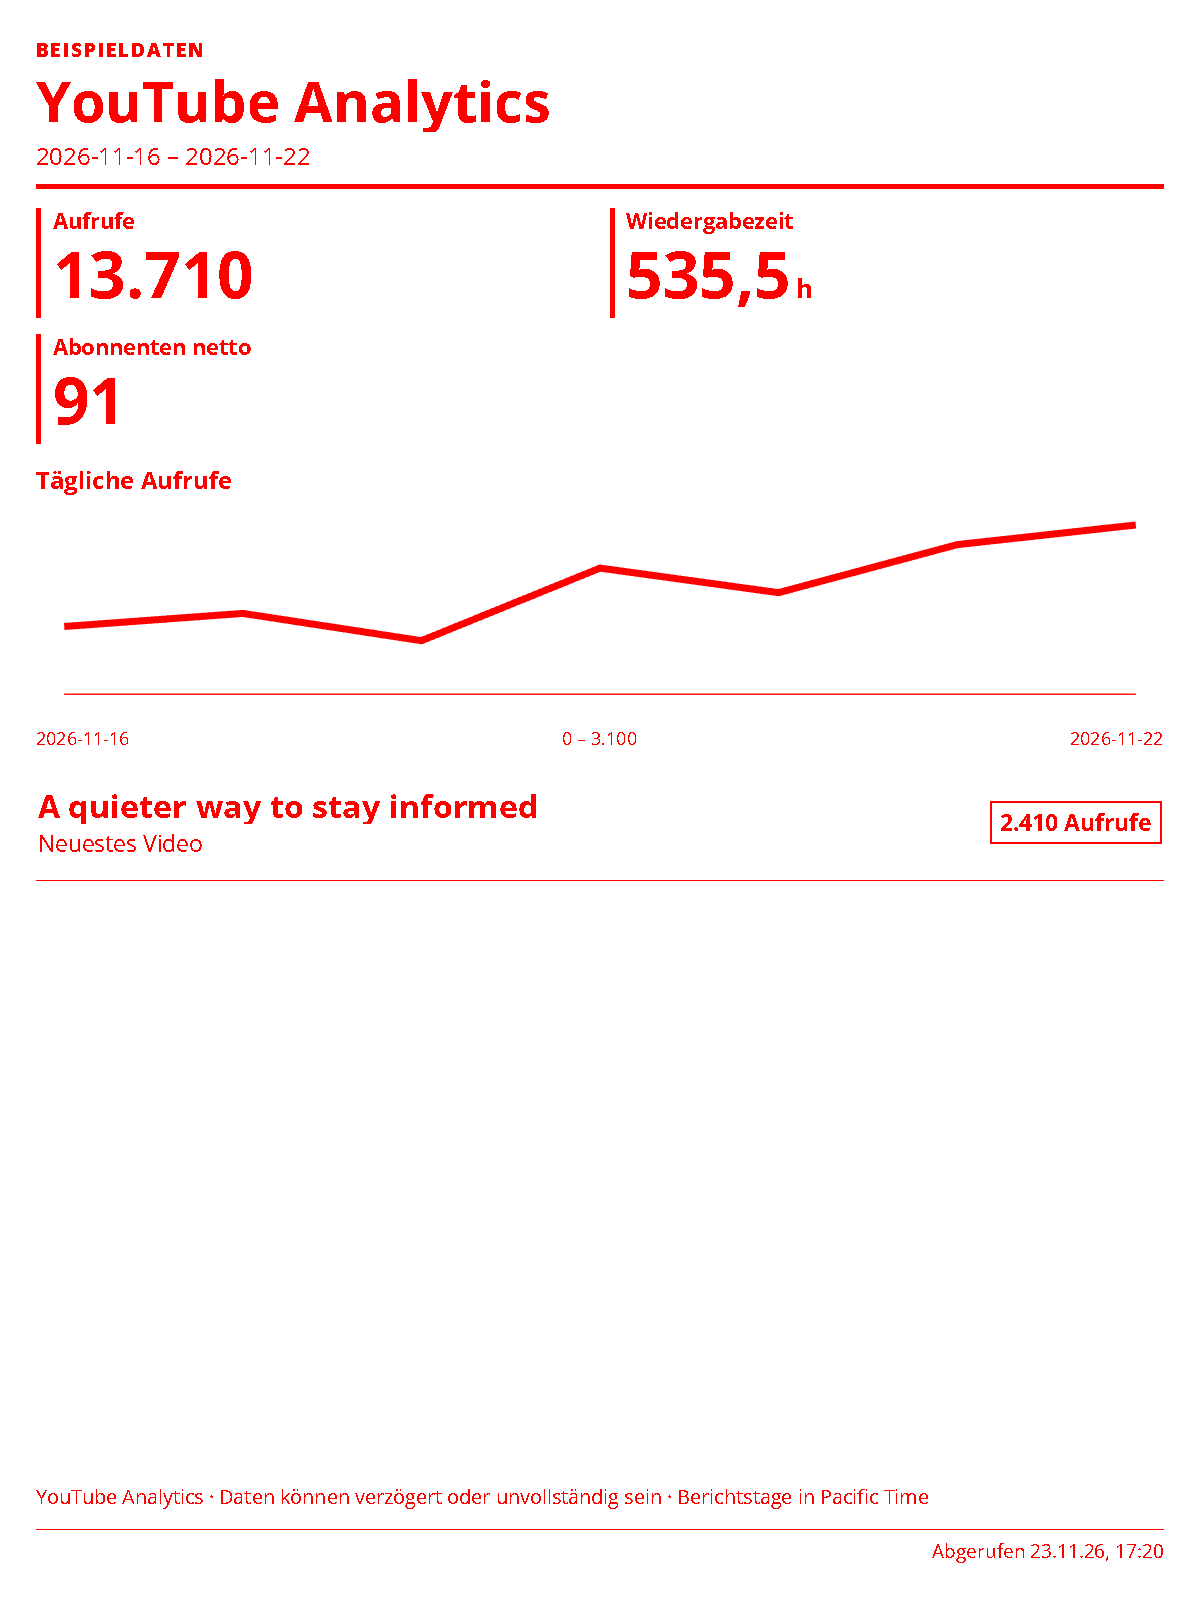 BEISPIELDATEN
YouTube Analytics
2026-11-16 – 2026-11-22
Aufrufe
13.710
Wiedergabezeit
535,5 h
Abonnenten netto
91
Tägliche Aufrufe
2026-11-16
0 – 3.100
2026-11-22
A quieter way to stay informed
Neuestes Video
2.410 Aufrufe
YouTube Analytics · Daten können verzögert oder unvollständig sein · Berichtstage in Pacific Time
Abgerufen 23.11.26, 17:20